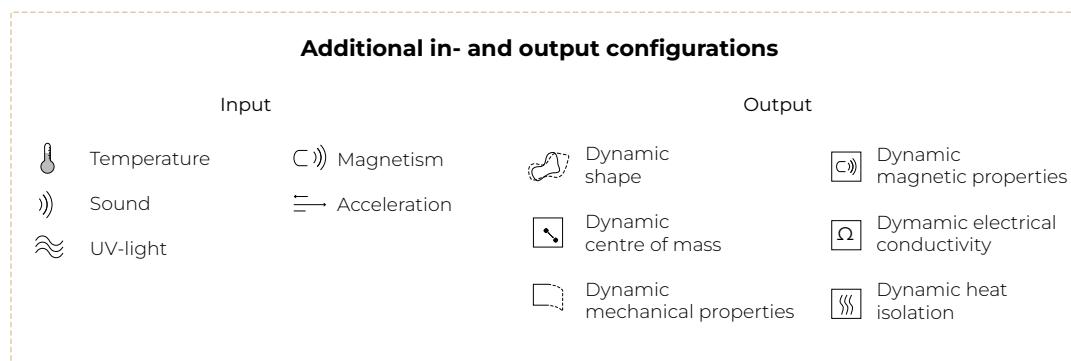 Additional in- and output configurations
Input
Temperature
Sound
UV-light
Magnetism
Acceleration
Output
Dynamic
shape
Dynamic
centre of mass
Dynamic
mechanical properties
Dynamic
magnetic properties
Dymamic electrical
conductivity
Dynamic heat
isolation
Ω